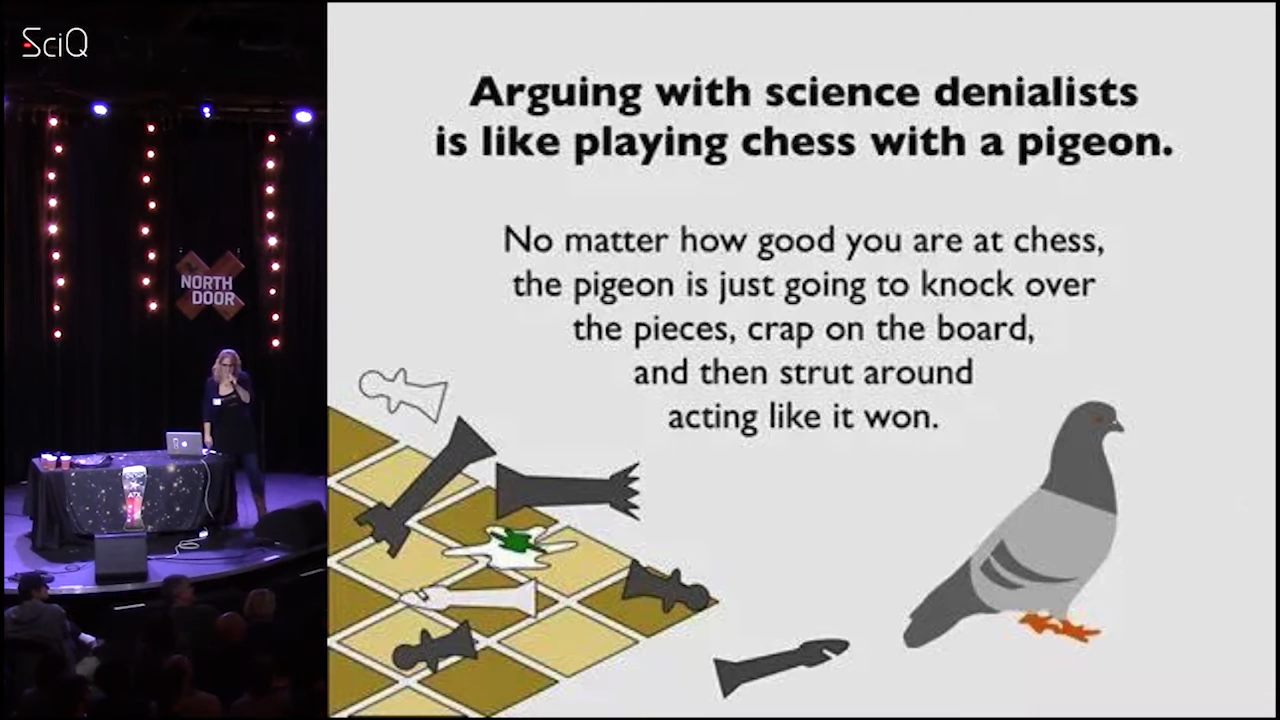 SciQ
NORTH
DOOR
ATX
Arguing with science denialists
is like playing chess with a pigeon.
No matter how good you are at chess,
the pigeon is just going to knock over
the pieces, crap on the board,
and then strut around
acting like it won.